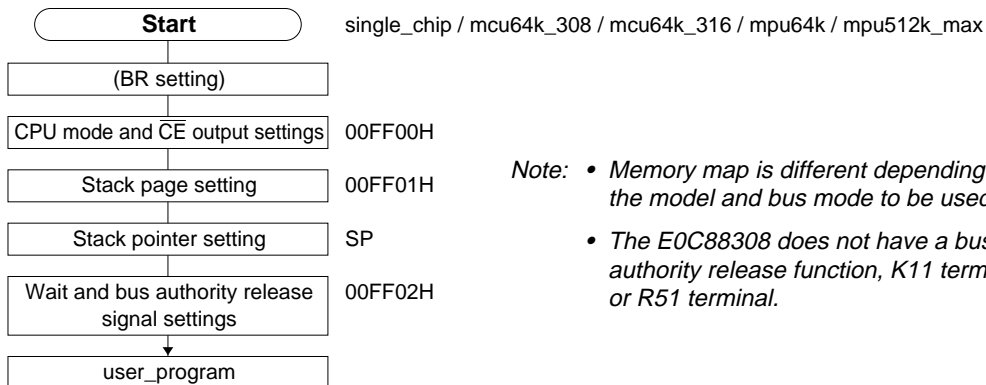 Start
single_chip / mcu64k_308 / mcu64k_316 / mpu64k / mpu512k_max
(BR setting)
CPU mode and CE output settings
00FF00H
Stack page setting
00FF01H
Stack pointer setting
SP
Wait and bus authority release
signal settings
00FF02H
user_program
Note: • Memory map is different depending
the model and bus mode to be used
• The E0C88308 does not have a bus
authority release function, K11 term
or R51 terminal.